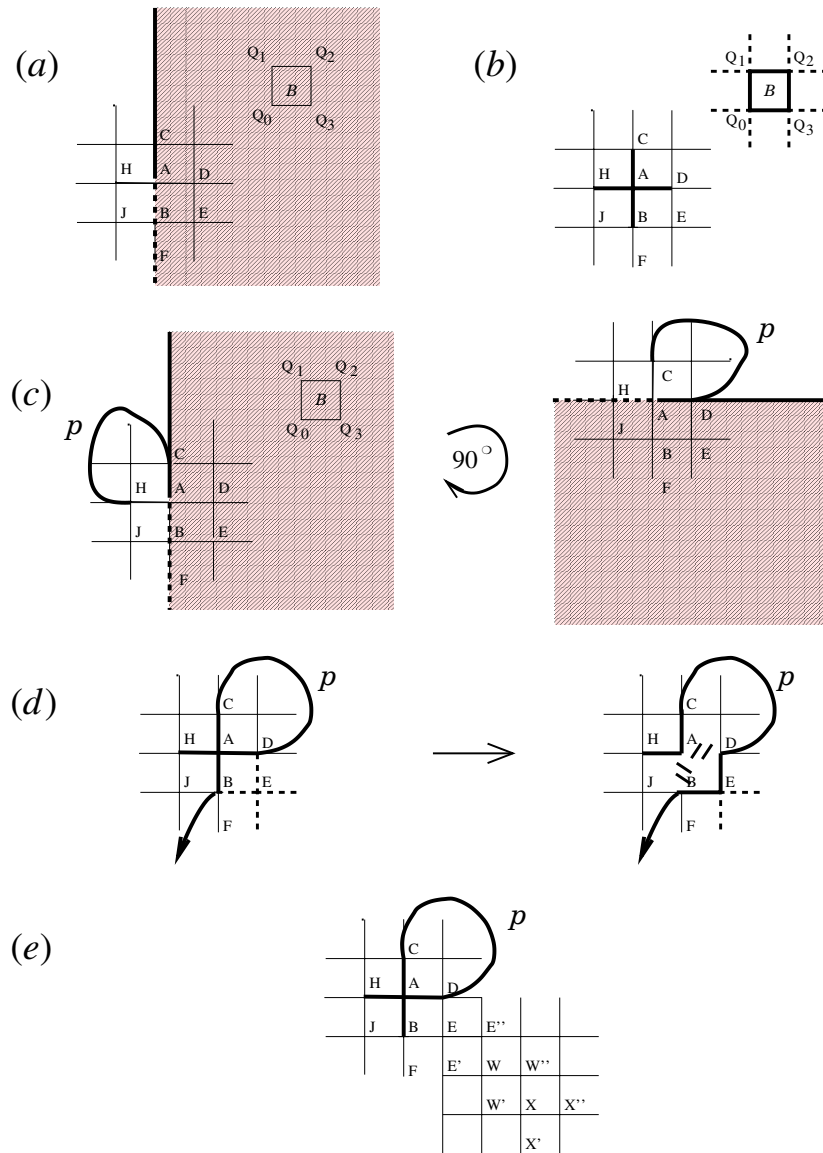 (a)
Q1 Q2
B
Q0 Q3
C
H A D
J B E
F
(b)
Q1 Q2
B
Q0 Q3
C
H A D
J B E
F
(c)
Q1 Q2
B
Q0 Q3
p
C
H A D
J B E
F
90°
p
C
H A D
J B E
F
(d)
p
C
H A D
J B E
F
p
C
H A D
J B E
F
(e)
p
C
H A D
J B E E''
F E' W W''
W' X X''
X'